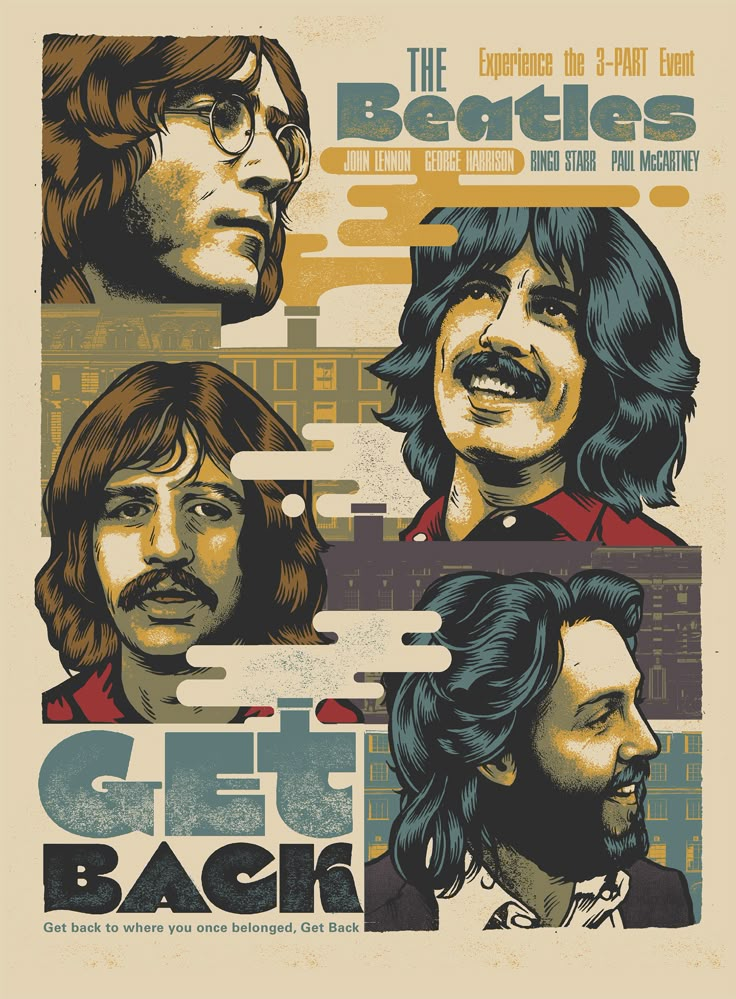 THE
Experience the 3-PART Event
Beatles
JOHN LENNON GEORGE HARRISON RINGO STARR PAUL McCARTNEY
GET
BACK
Get back to where you once belonged, Get Back